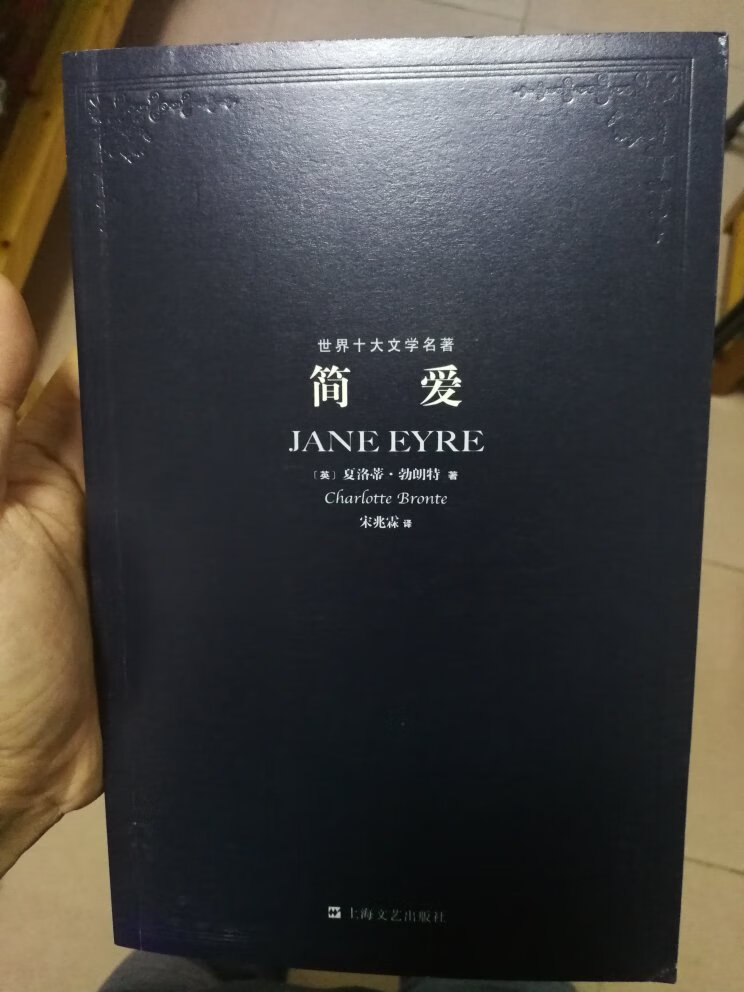 世界十大文学名著
简 爱
JANE EYRE
〔英〕夏洛蒂·勃朗特 著
Charlotte Bronte
宋兆霖 译
上海文艺出版社